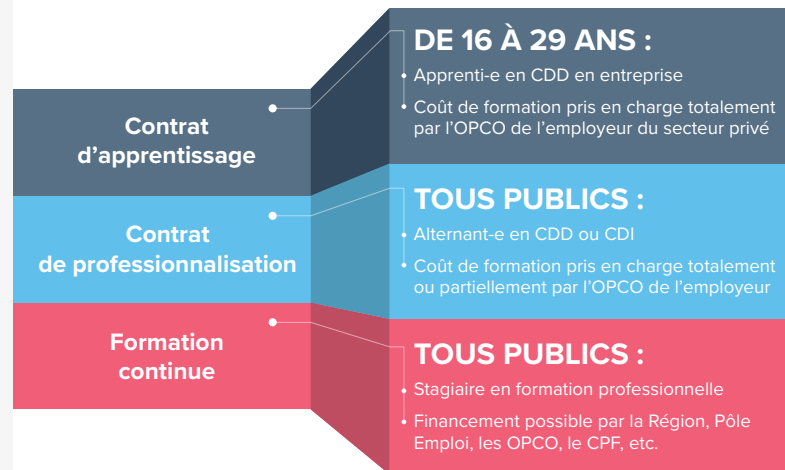 Contrat
d'apprentissage
DE 16 À 29 ANS :
• Apprenti-e en CDD en entreprise
• Coût de formation pris en charge totalement
par l'OPCO de l'employeur du secteur privé
Contrat
de professionnalisation
TOUS PUBLICS :
• Alternant-e en CDD ou CDI
• Coût de formation pris en charge totalement
ou partiellement par l'OPCO de l'employeur
Formation
continue
TOUS PUBLICS :
• Stagiaire en formation professionnelle
• Financement possible par la Région, Pôle
Emploi, les OPCO, le CPF, etc.